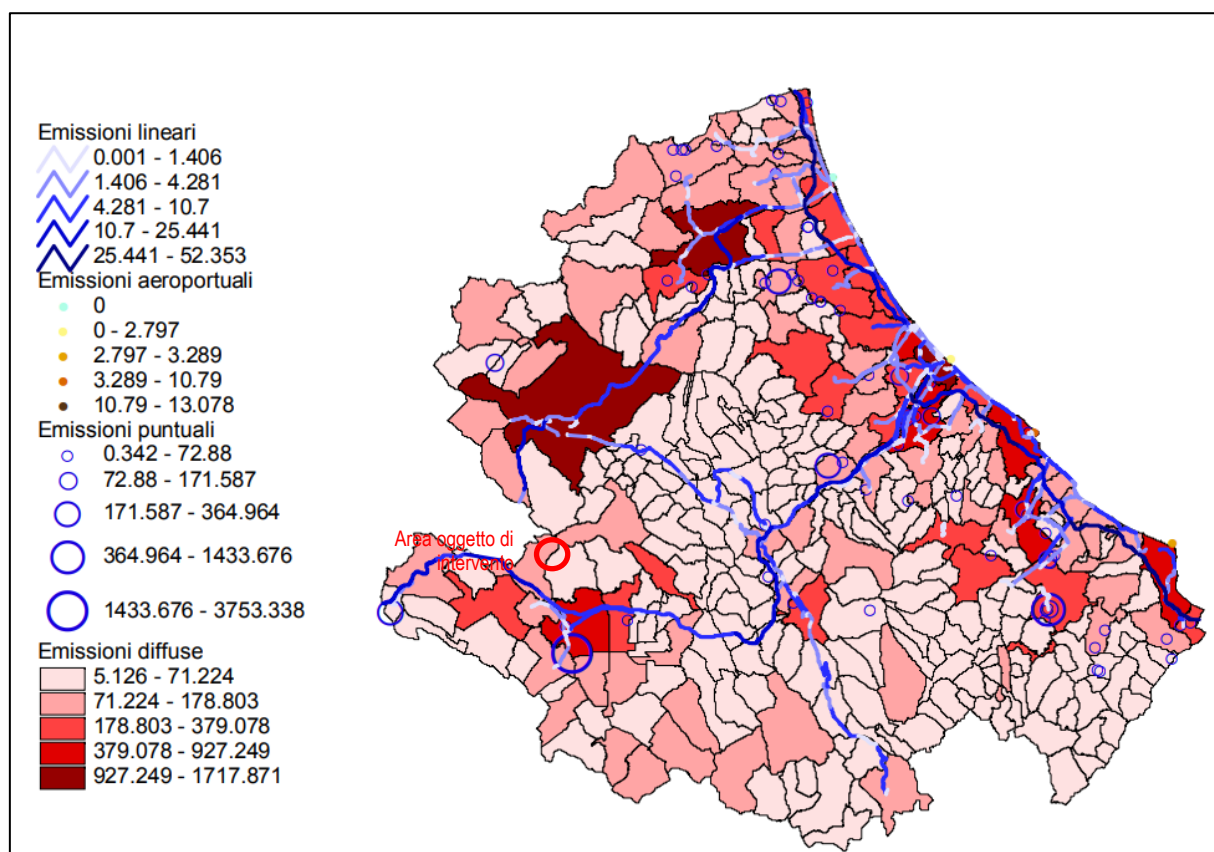 Emissioni lineari
0.001 - 1.406
1.406 - 4.281
4.281 - 10.7
10.7 - 25.441
25.441 - 52.353
Emissioni aeroportuali
0
0 - 2.797
2.797 - 3.289
3.289 - 10.79
10.79 - 13.078
Emissioni puntuali
0.342 - 72.88
72.88 - 171.587
171.587 - 364.964
364.964 - 1433.676
1433.676 - 3753.338
Emissioni diffuse
5.126 - 71.224
71.224 - 178.803
178.803 - 379.078
379.078 - 927.249
927.249 - 1717.871
Area oggetto di
intervento